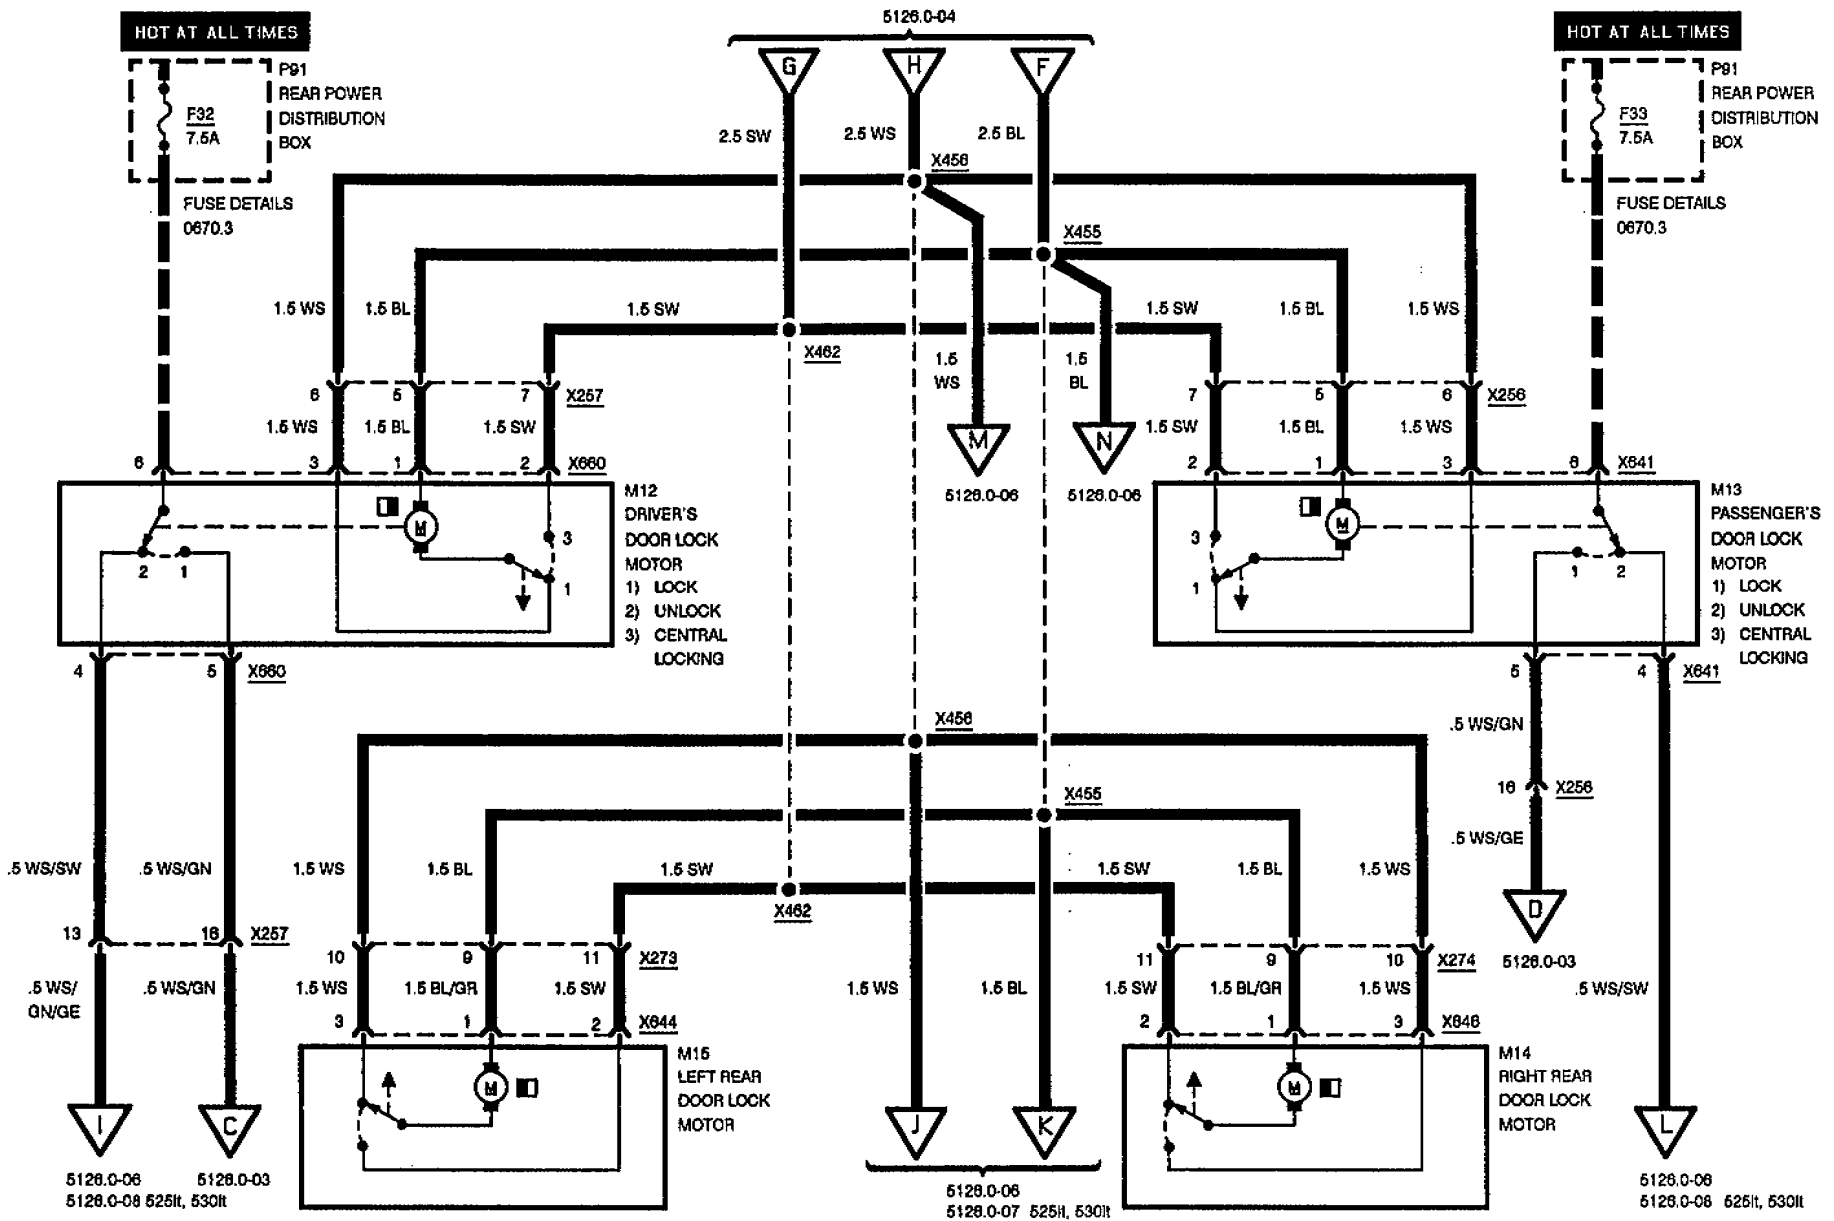 5126.0-04
HOT AT ALL TIMES
HOT AT ALL TIMES
P91
REAR POWER
DISTRIBUTION
BOX
F32
7.5A
FUSE DETAILS
0670.3
G
H
F
2.5 SW
2.5 WS
2.5 BL
X456
X455
P91
REAR POWER
DISTRIBUTION
BOX
F33
7.5A
FUSE DETAILS
0670.3
1.5 WS
1.5 BL
1.5 SW
X462
1.5
WS
1.5
BL
1.5 SW
1.5 BL
1.5 WS
6
5
7
X257
7
5
6
X256
1.5 WS
1.5 BL
1.5 SW
M
N
1.5 SW
1.5 BL
1.5 WS
6
3
1
2
X660
5126.0-06
5126.0-06
2
1
3
6
X641
M
2
1
3
1
M12
DRIVER'S
DOOR LOCK
MOTOR
1) LOCK
2) UNLOCK
3) CENTRAL
LOCKING
M
3
1
1
2
M13
PASSENGER'S
DOOR LOCK
MOTOR
1) LOCK
2) UNLOCK
3) CENTRAL
LOCKING
4
5
X660
5
4
X641
X456
.5 WS/GN
16
X256
X455
.5 WS/GE
.5 WS/SW
.5 WS/GN
1.5 WS
1.5 BL
1.5 SW
X462
1.5 SW
1.5 BL
1.5 WS
D
5126.0-03
13
16
X257
10
9
11
X273
11
9
10
X274
.5 WS/
GN/GE
.5 WS/GN
1.5 WS
1.5 BL/GR
1.5 SW
1.5 WS
1.5 BL
1.5 SW
1.5 BL/GR
1.5 WS
.5 WS/SW
3
1
2
X644
2
1
3
X646
M
M15
LEFT REAR
DOOR LOCK
MOTOR
M
M14
RIGHT REAR
DOOR LOCK
MOTOR
I
C
J
K
L
5126.0-06
5126.0-08 525it, 530it
5126.0-03
5126.0-06
5126.0-07 525it, 530it
5126.0-06
5126.0-08 525it, 530it